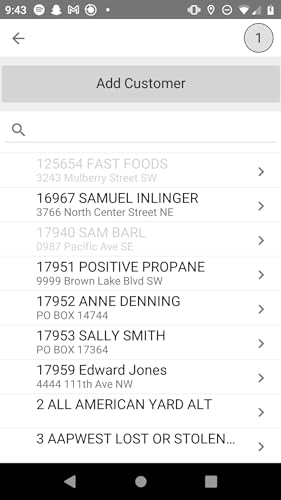 9:43
1
Add Customer
125654 FAST FOODS
3243 Mulberry Street SW
16967 SAMUEL INLINGER
3766 North Center Street NE
17940 SAM BARL
0987 Pacific Ave SE
17951 POSITIVE PROPANE
9999 Brown Lake Blvd SW
17952 ANNE DENNING
PO BOX 14744
17953 SALLY SMITH
PO BOX 17364
17959 Edward Jones
4444 111th Ave NW
2 ALL AMERICAN YARD ALT
3 AAPWEST LOST OR STOLEN...